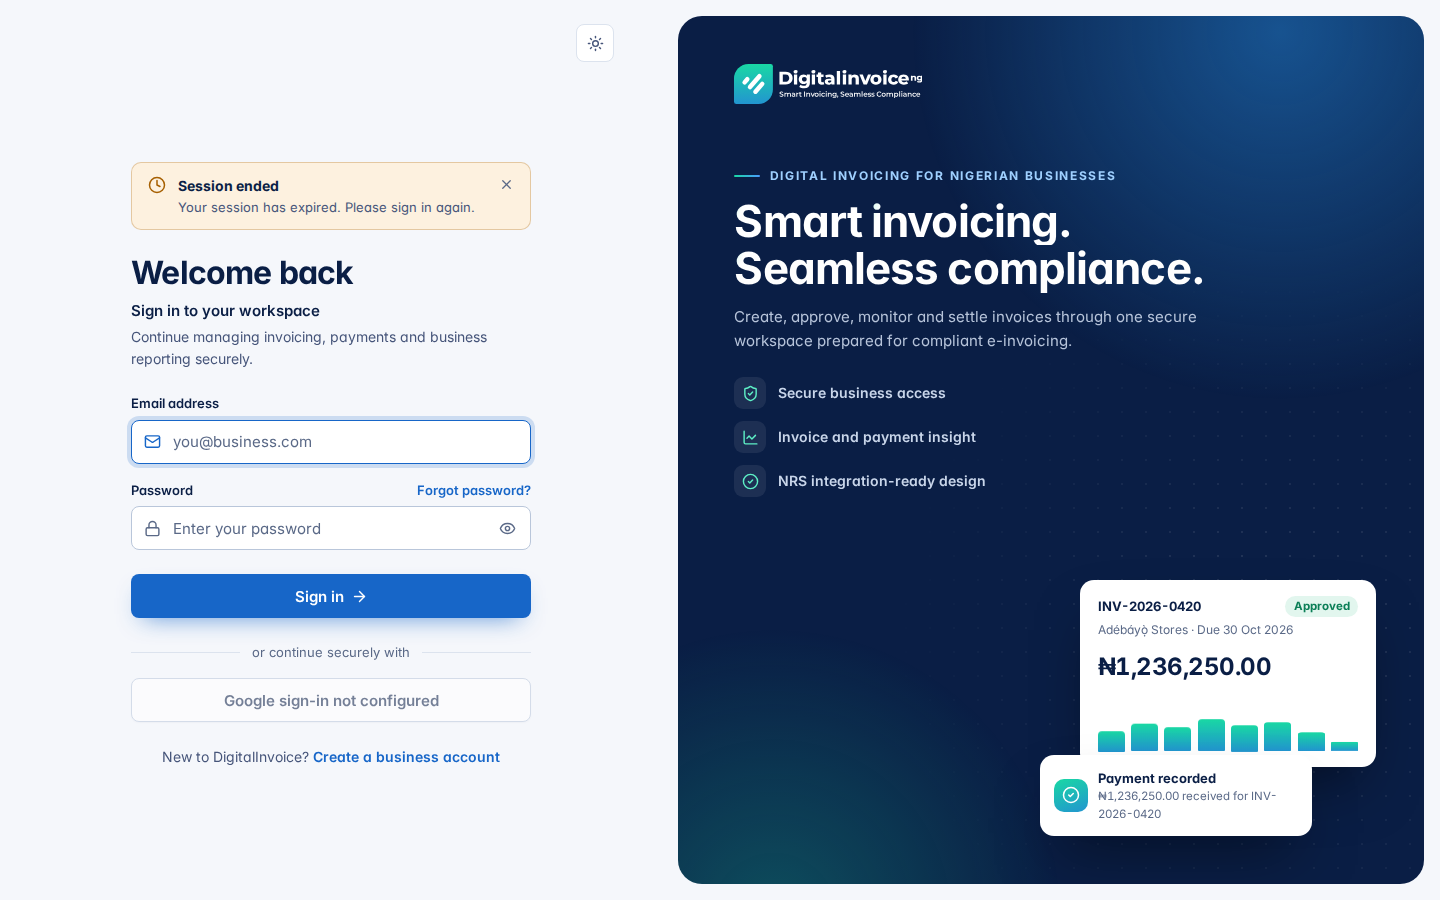 Session ended
Your session has expired. Please sign in again.
Welcome back
Sign in to your workspace
Continue managing invoicing, payments and business
reporting securely.
Email address
you@business.com
Password
Forgot password?
Enter your password
Sign in
or continue securely with
Google sign-in not configured
New to DigitalInvoice? Create a business account
Digitalinvoice ng
Smart Invoicing, Seamless Compliance
DIGITAL INVOICING FOR NIGERIAN BUSINESSES
Smart invoicing.
Seamless compliance.
Create, approve, monitor and settle invoices through one secure
workspace prepared for compliant e-invoicing.
Secure business access
Invoice and payment insight
NRS integration-ready design
INV-2026-0420
Approved
Adébáyọ̀ Stores · Due 30 Oct 2026
₦1,236,250.00
Payment recorded
₦1,236,250.00 received for INV-
2026-0420